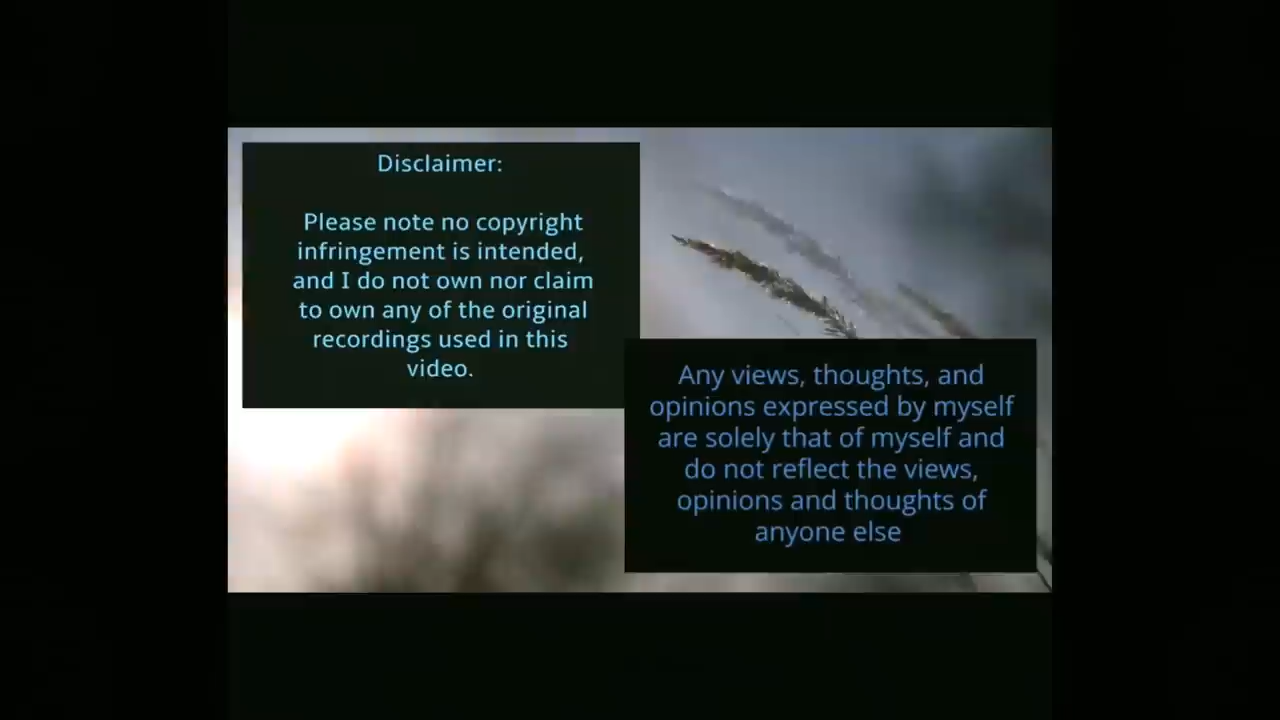 Disclaimer:
Please note no copyright
infringement is intended,
and I do not own nor claim
to own any of the original
recordings used in this
video.
Any views, thoughts, and
opinions expressed by myself
are solely that of myself and
do not reflect the views,
opinions and thoughts of
anyone else